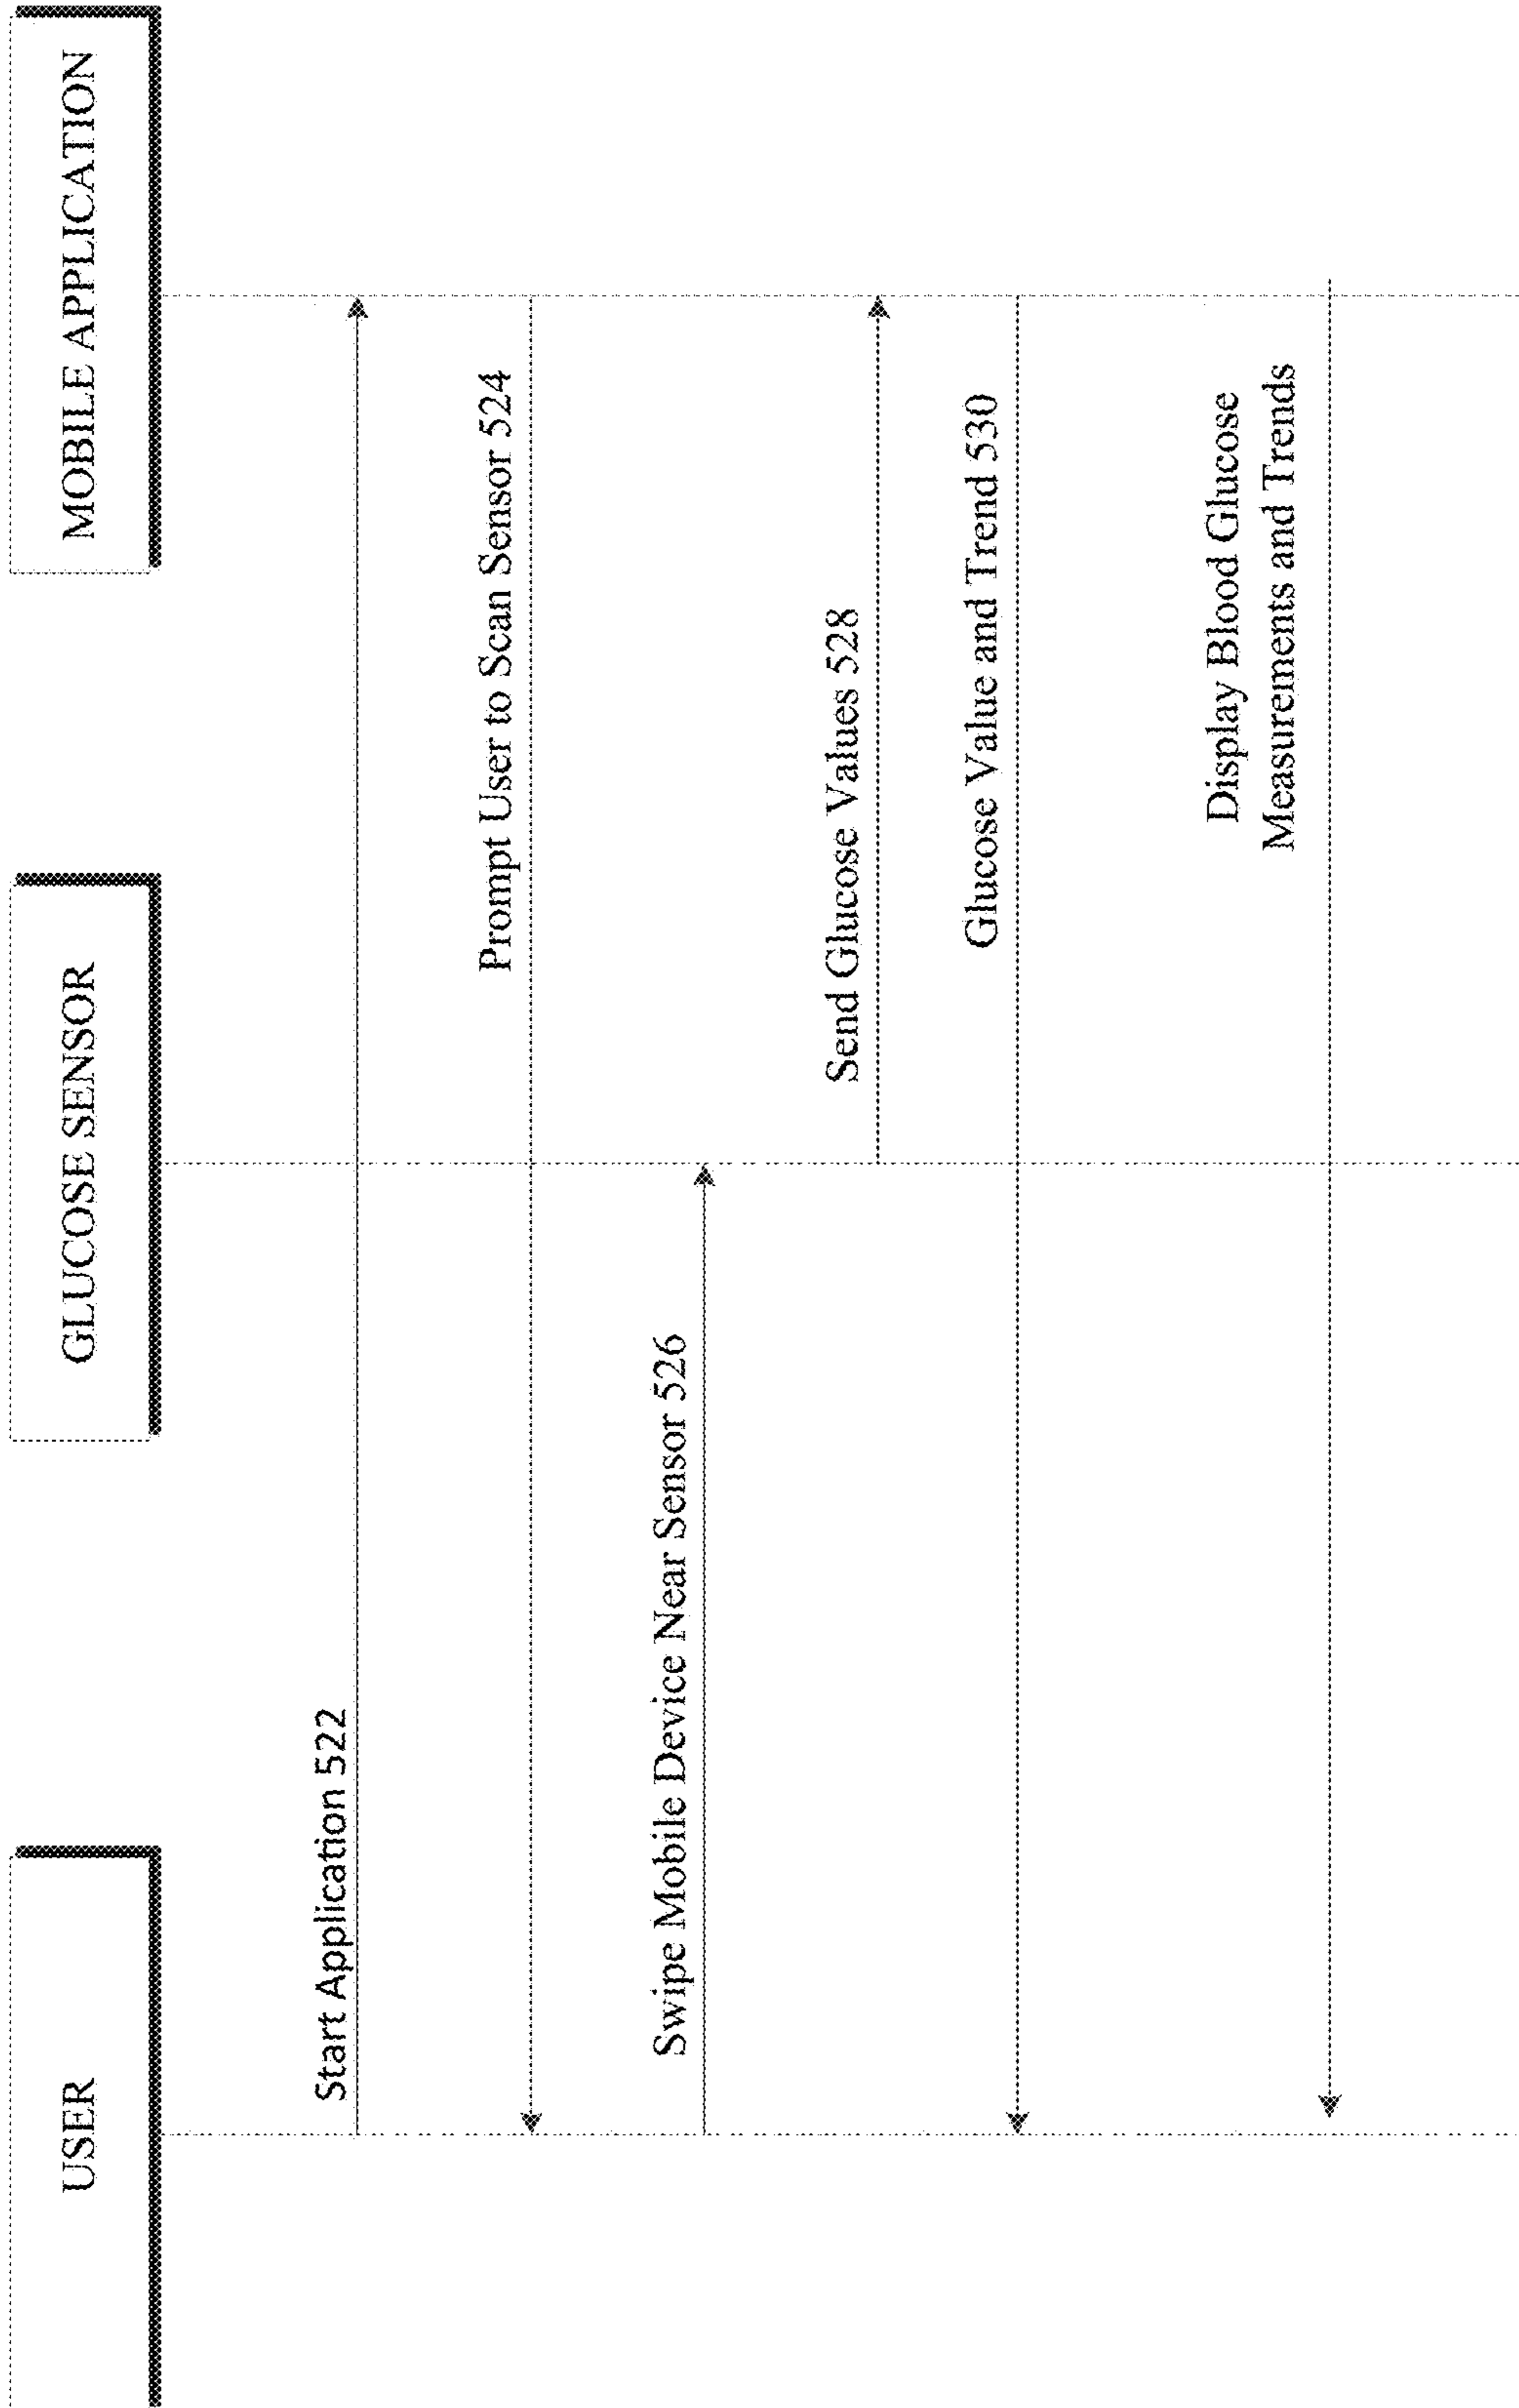 USER
GLUCOSE SENSOR
MOBILE APPLICATION
Start Application 522
Prompt User to Scan Sensor 524
Swipe Mobile Device Near Sensor 526
Send Glucose Values 528
Glucose Value and Trend 530
Display Blood Glucose
Measurements and Trends